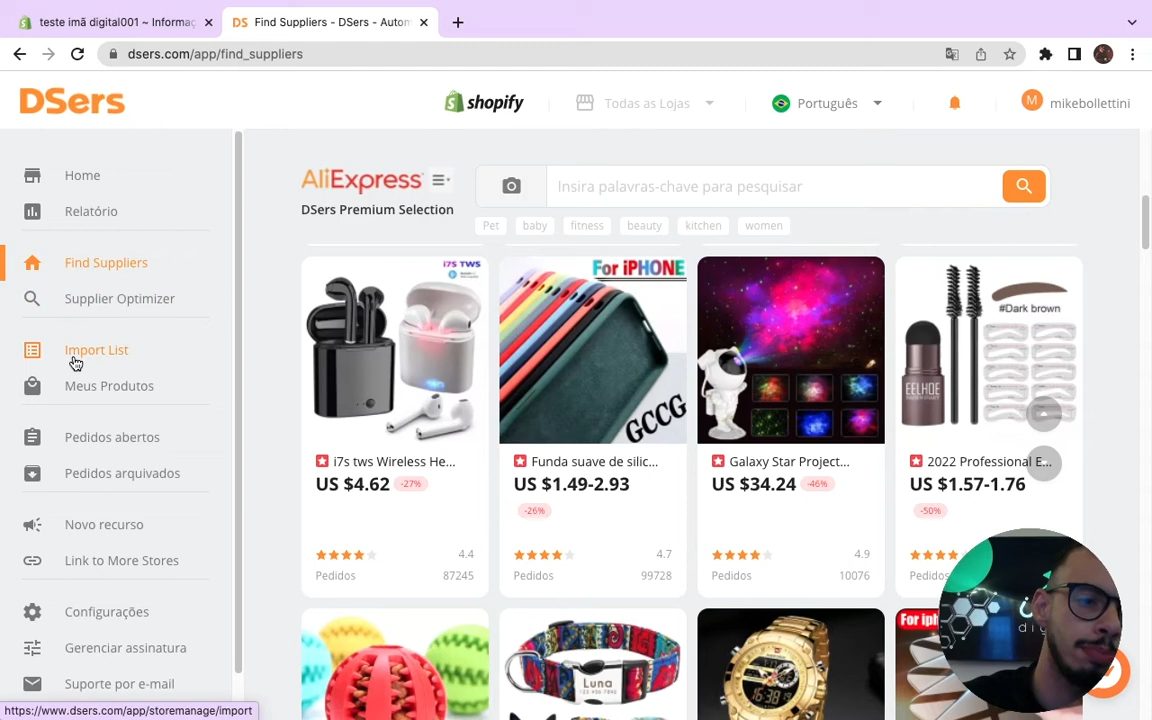 teste imã digital001 ~ Informaç
DS Find Suppliers - DSers - Autom
dsers.com/app/find_suppliers
DSers
shopify
Todas as Lojas
Português
M
mikebollettini
Home
Relatório
Find Suppliers
Supplier Optimizer
Import List
Meus Produtos
Pedidos abertos
Pedidos arquivados
Novo recurso
Link to More Stores
Configurações
Gerenciar assinatura
Suporte por e-mail
https://www.dsers.com/app/storemanage/import
AliExpress
DSers Premium Selection
Insira palavras-chave para pesquisar
Pet
baby
fitness
beauty
kitchen
women
i7S TWS
i7s tws Wireless He...
US $4.62
-27%
4.4
Pedidos
87245
For iPHONE
GCCG
Funda suave de silic...
US $1.49-2.93
-26%
4.7
Pedidos
99728
Galaxy Star Project...
US $34.24
-46%
4.9
Pedidos
10076
#Dark brown
EELHOE
2022 Professional E...
US $1.57-1.76
-50%
Pedidos
Luna
For iph